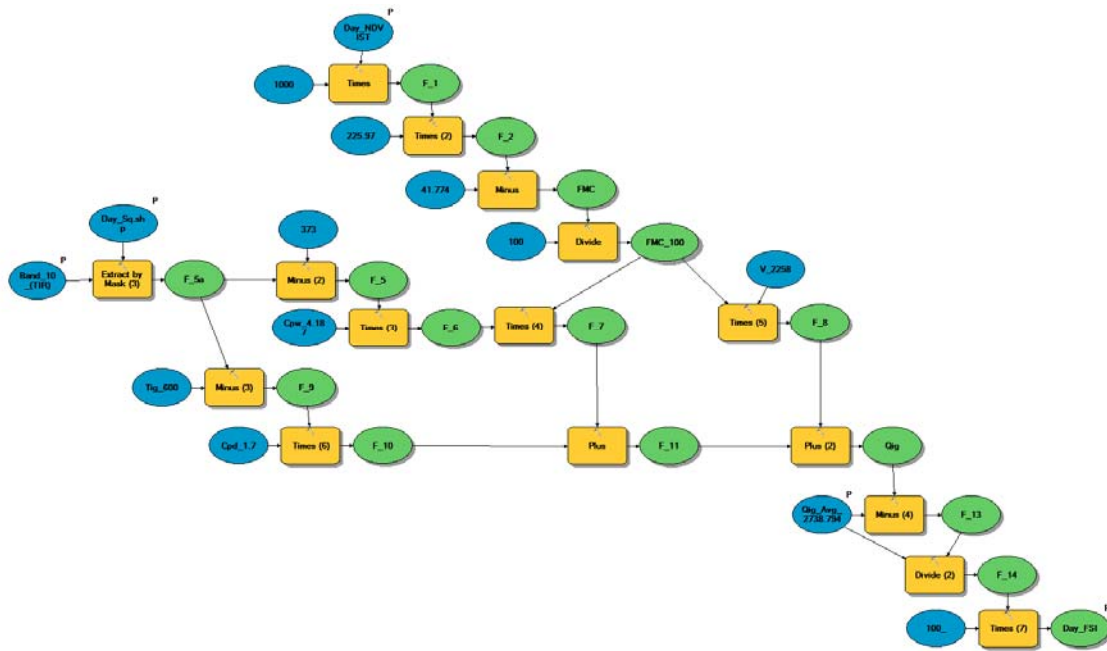 P
Day_NDV
IST
1000
Times
F_1
225.97
Times (2)
F_2
41.774
Minus
FMC
100
Divide
FMC_100
P
Day_Sq.sh
p
P
Band_10
_(TIR)
Extract by
Mask (3)
F_5a
373
Minus (2)
F_5
Cpw_4.18
7
Times (3)
F_6
Times (4)
F_7
V_2258
Times (5)
F_8
Tig_600
Minus (3)
F_9
Cpd_1.7
Times (6)
F_10
Plus
F_11
Plus (2)
Qig
P
Qig_Avg_
2738.794
Minus (4)
F_13
Divide (2)
F_14
100_
Times (7)
P
Day_FSI